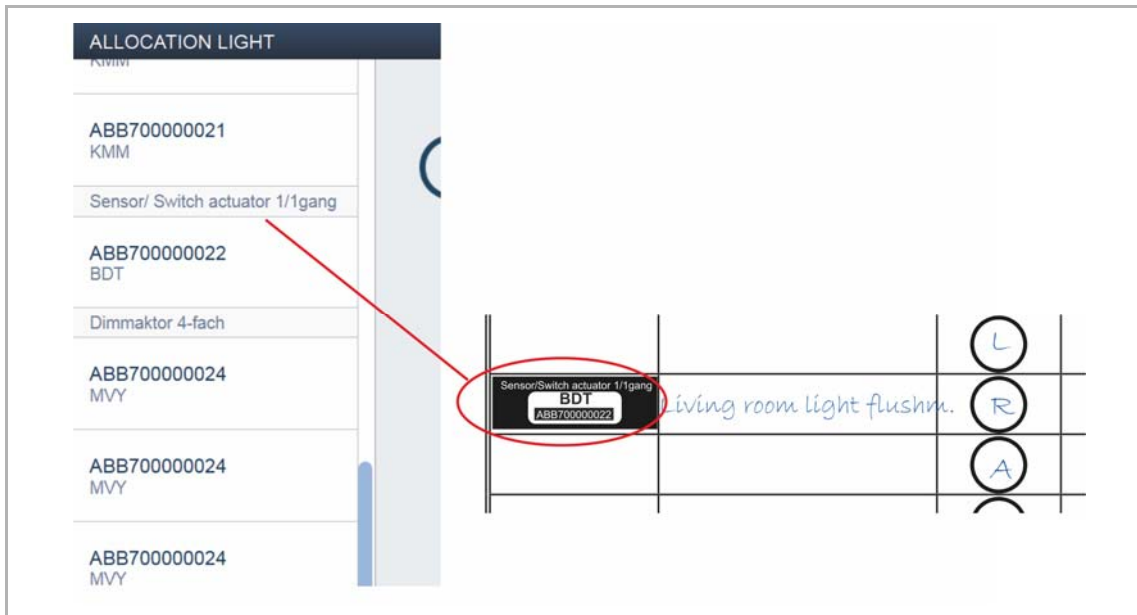 ALLOCATION LIGHT
KMM
ABB700000021
KMM
Sensor/ Switch actuator 1/1gang
ABB700000022
BDT
Dimmaktor 4-fach
ABB700000024
MVY
ABB700000024
MVY
ABB700000024
MVY
L
Sensor/Switch actuator 1/1gang
BDT
ABB700000022
Living room light flushm.
R
A